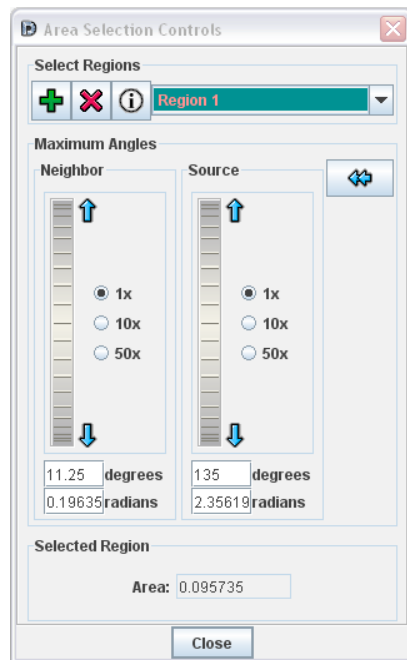 Area Selection Controls
Select Regions
Region 1
Maximum Angles
Neighbor Source
1x 1x
10x 10x
50x 50x
11.25 degrees 135 degrees
0.19635 radians 2.35619 radians
Selected Region
Area: 0.095735
Close